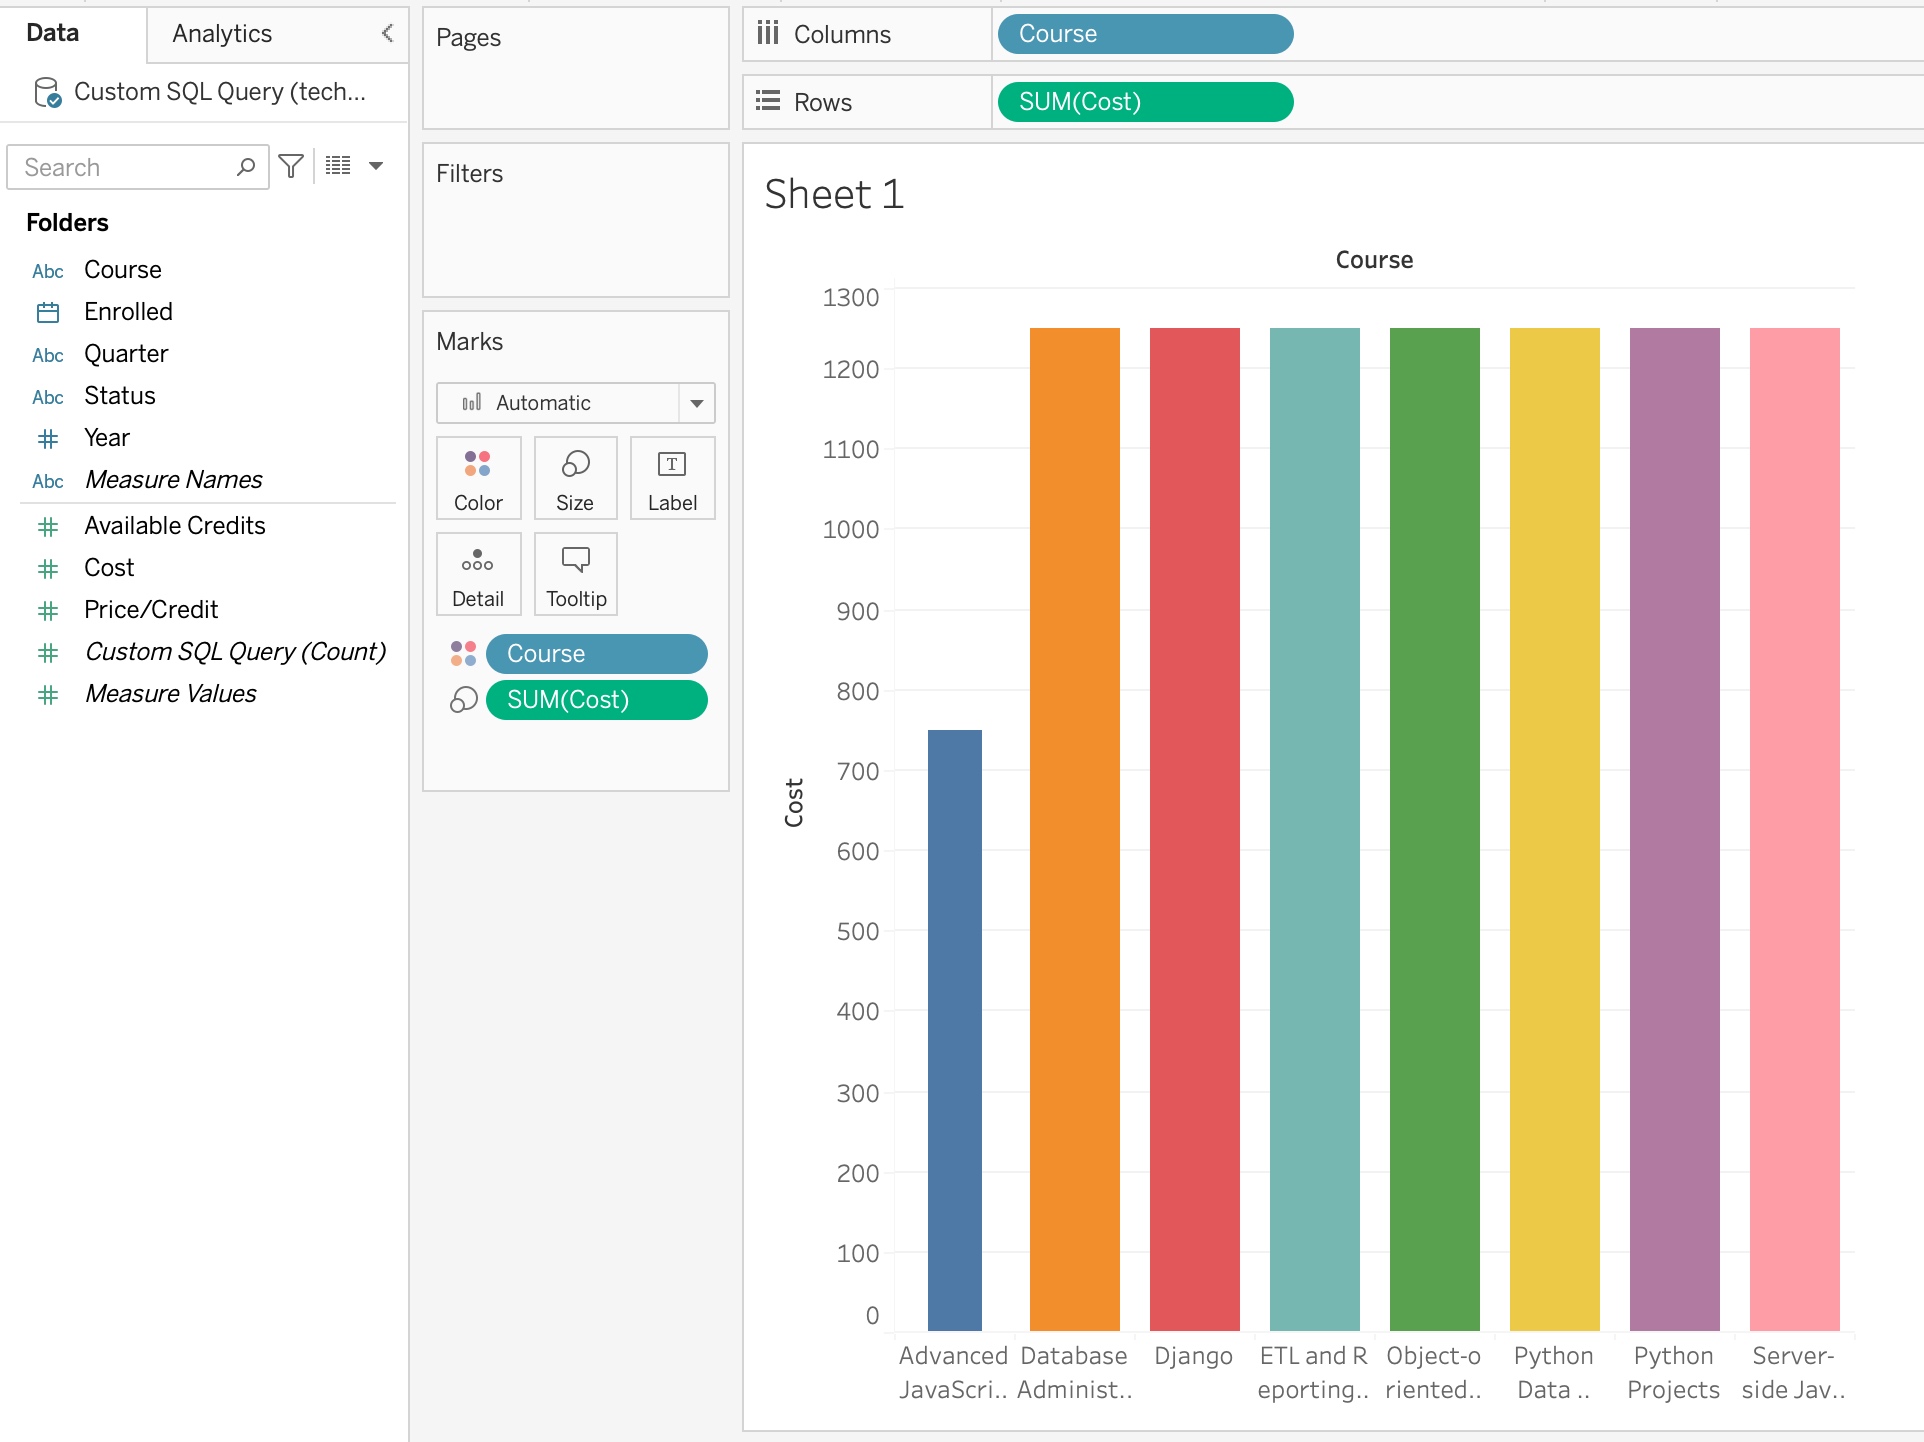 Data
Analytics
Custom SQL Query (tech...
Search
Folders
Abc Course
Enrolled
Abc Quarter
Abc Status
Year
Abc Measure Names
Available Credits
Cost
Price/Credit
Custom SQL Query (Count)
Measure Values
Pages
Filters
Marks
Automatic
Color Size Label
Detail Tooltip
Course
SUM(Cost)
Columns Course
Rows SUM(Cost)
Sheet 1
Course
1300
1200
1100
1000
900
800
700
600
500
400
300
200
100
0
Cost
Advanced
JavaScri..
Database
Administ..
Django
ETL and R
eporting..
Object-o
riented..
Python
Data ..
Python
Projects
Server-
side Jav..